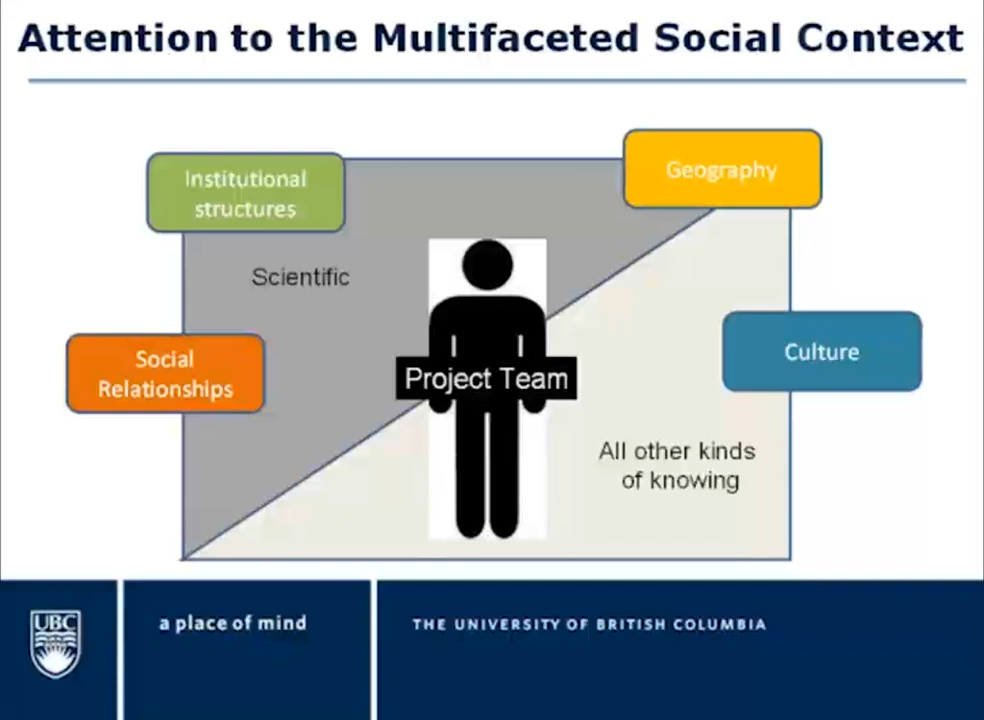 Attention to the Multifaceted Social Context
Institutional
structures
Geography
Scientific
Social
Relationships
Project Team
Culture
All other kinds
of knowing
UBC
a place of mind
THE UNIVERSITY OF BRITISH COLUMBIA